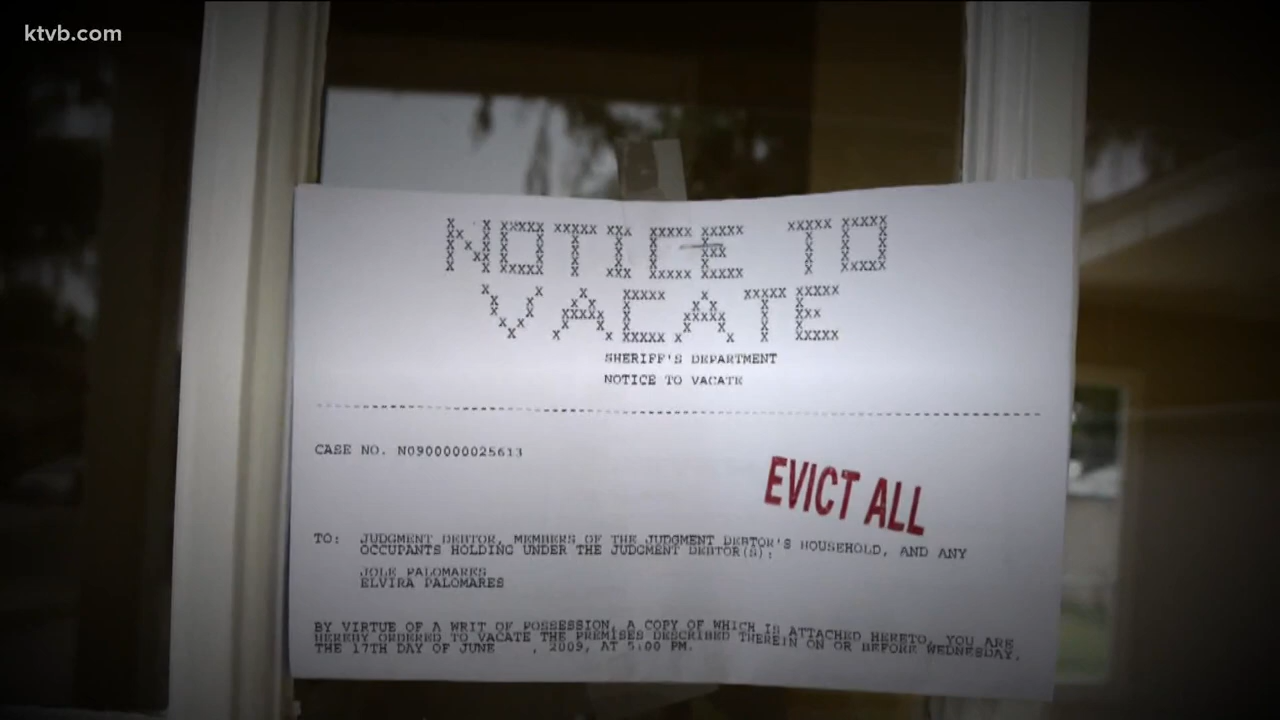 ktvb.com
NOTICE TO
VACATE
SHERIFF'S DEPARTMENT
NOTICE TO VACATE
CASE NO. N0900000025613
EVICT ALL
TO: JUDGMENT DEBTOR, MEMBERS OF THE JUDGMENT DEBTOR'S HOUSEHOLD, AND ANY
OCCUPANTS HOLDING UNDER THE JUDGMENT DEBTOR(S):
JOLE PALOMARES
ELVIRA PALOMARES
BY VIRTUE OF A WRIT OF POSSESSION, A COPY OF WHICH IS ATTACHED HERETO, YOU ARE
HEREBY ORDERED TO VACATE THE PREMISES DESCRIBED THEREIN ON OR BEFORE WEDNESDAY,
THE 17TH DAY OF JUNE , 2009, AT 5:00 PM.